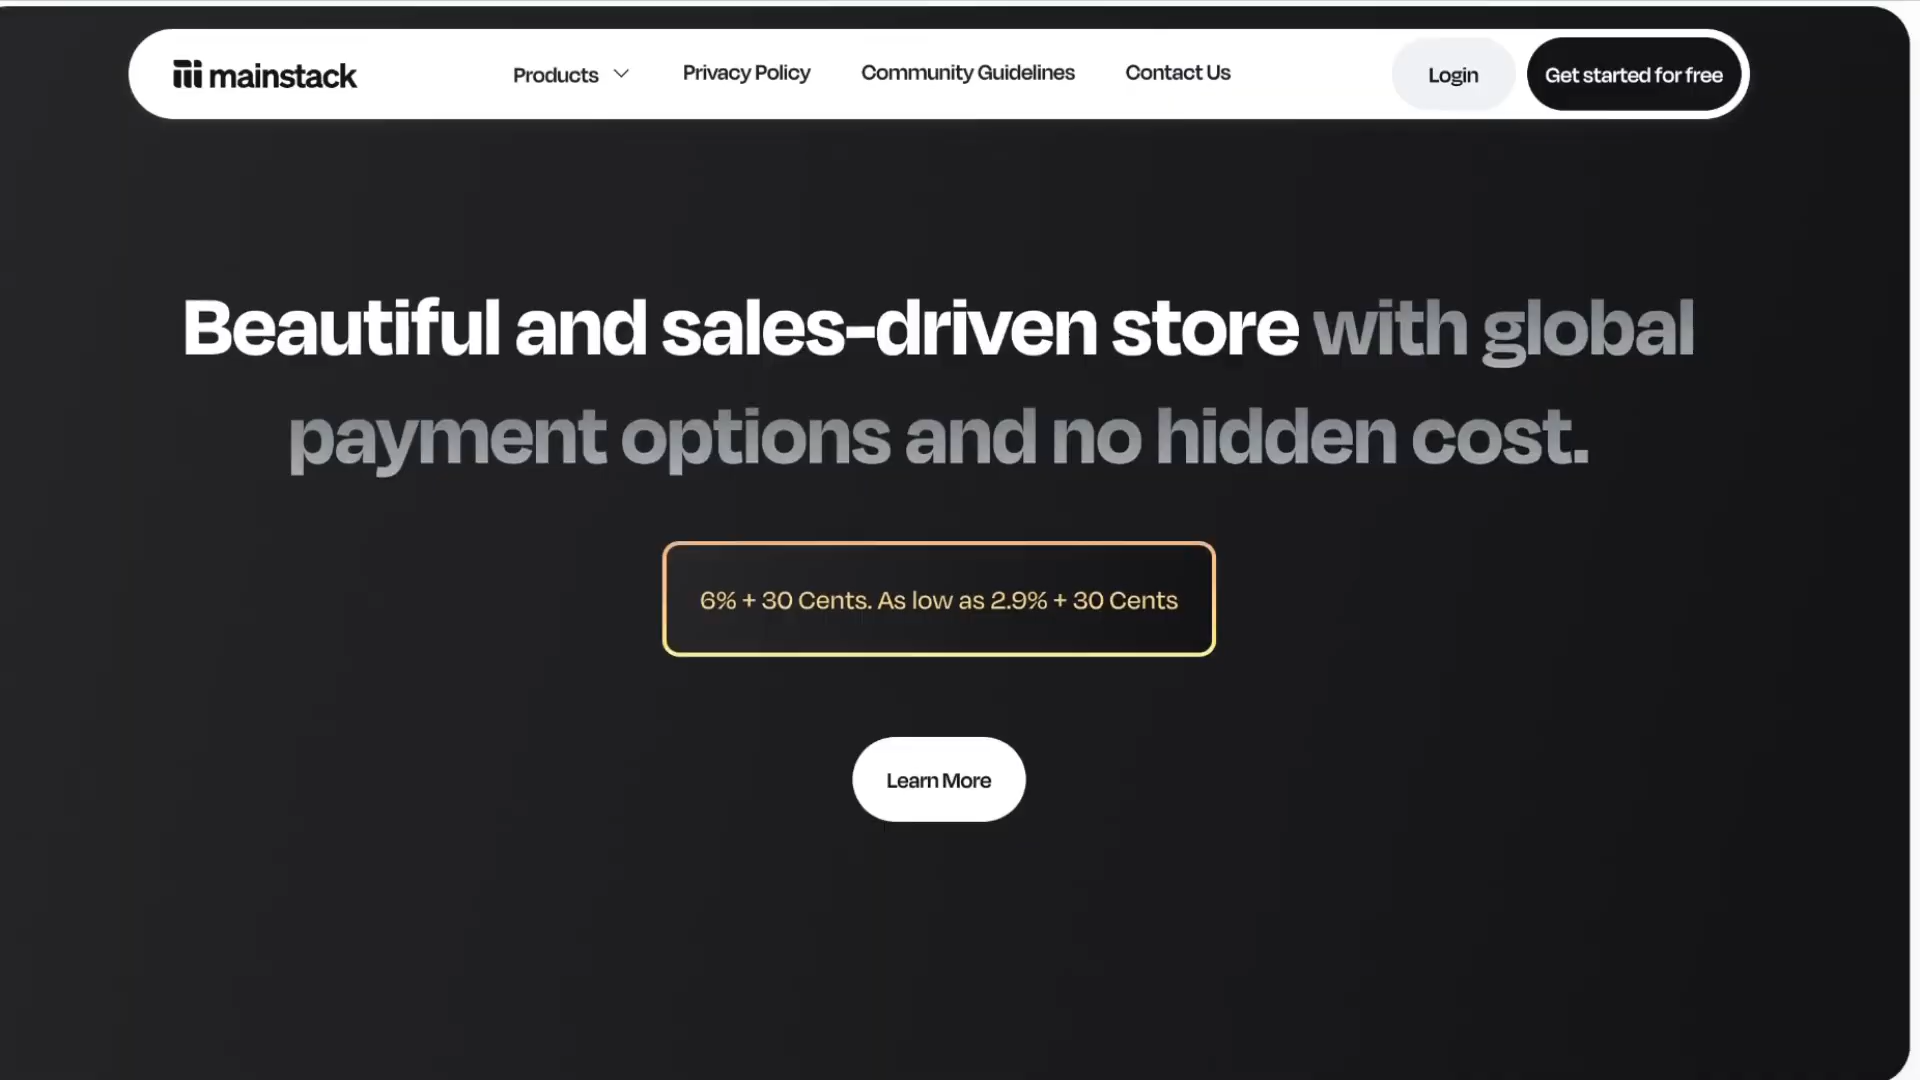 mainstack
Products
Privacy Policy
Community Guidelines
Contact Us
Login
Get started for free
Beautiful and sales-driven store with global
payment options and no hidden cost.
6% + 30 Cents. As low as 2.9% + 30 Cents
Learn More